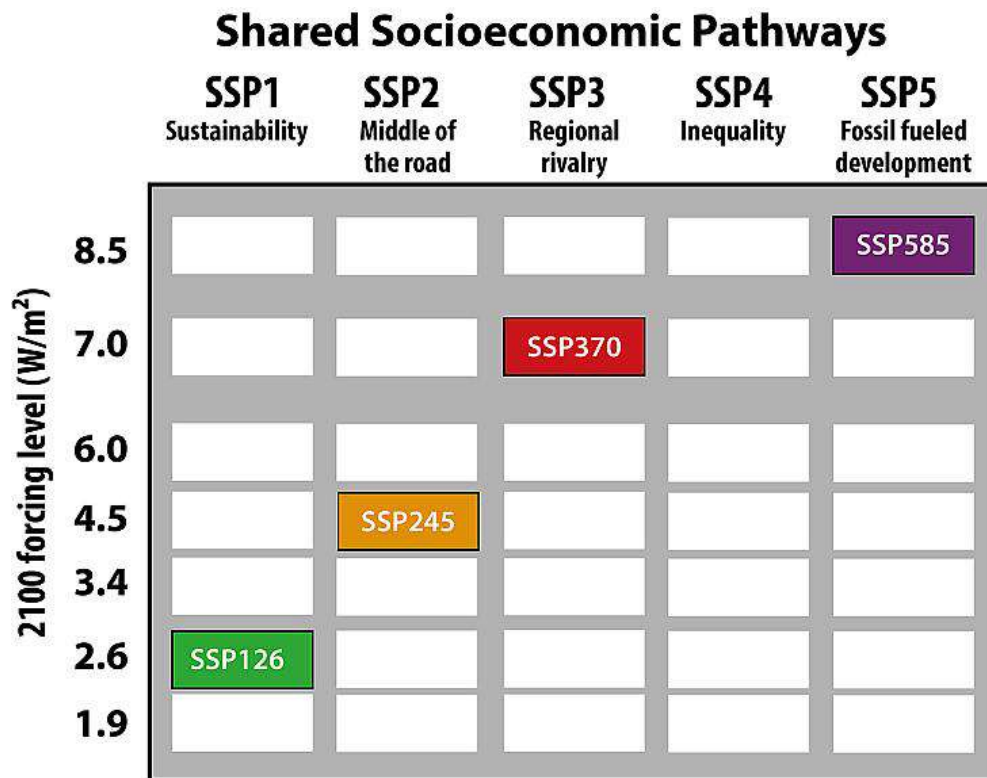 Shared Socioeconomic Pathways
SSP1 SSP2 SSP3 SSP4 SSP5
Sustainability Middle of Regional Inequality Fossil fueled
the road rivalry development
2100 forcing level (W/m²)
8.5 SSP585
7.0 SSP370
6.0
4.5 SSP245
3.4
2.6 SSP126
1.9